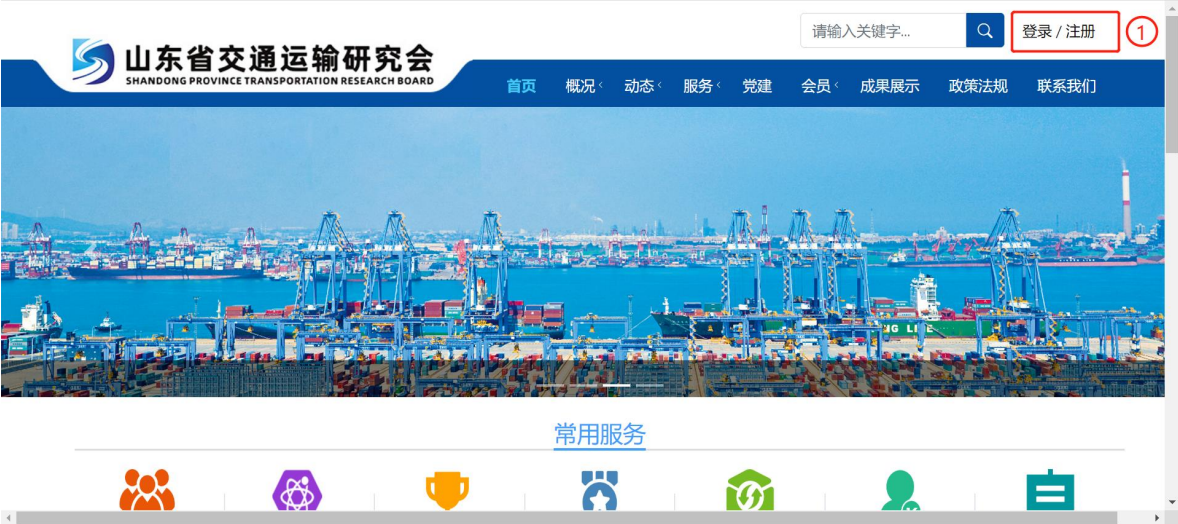 请输入关键字...
登录 / 注册
1
山东省交通运输研究会
SHANDONG PROVINCE TRANSPORTATION RESEARCH BOARD
首页 概况 动态 服务 党建 会员 成果展示 政策法规 联系我们
常用服务